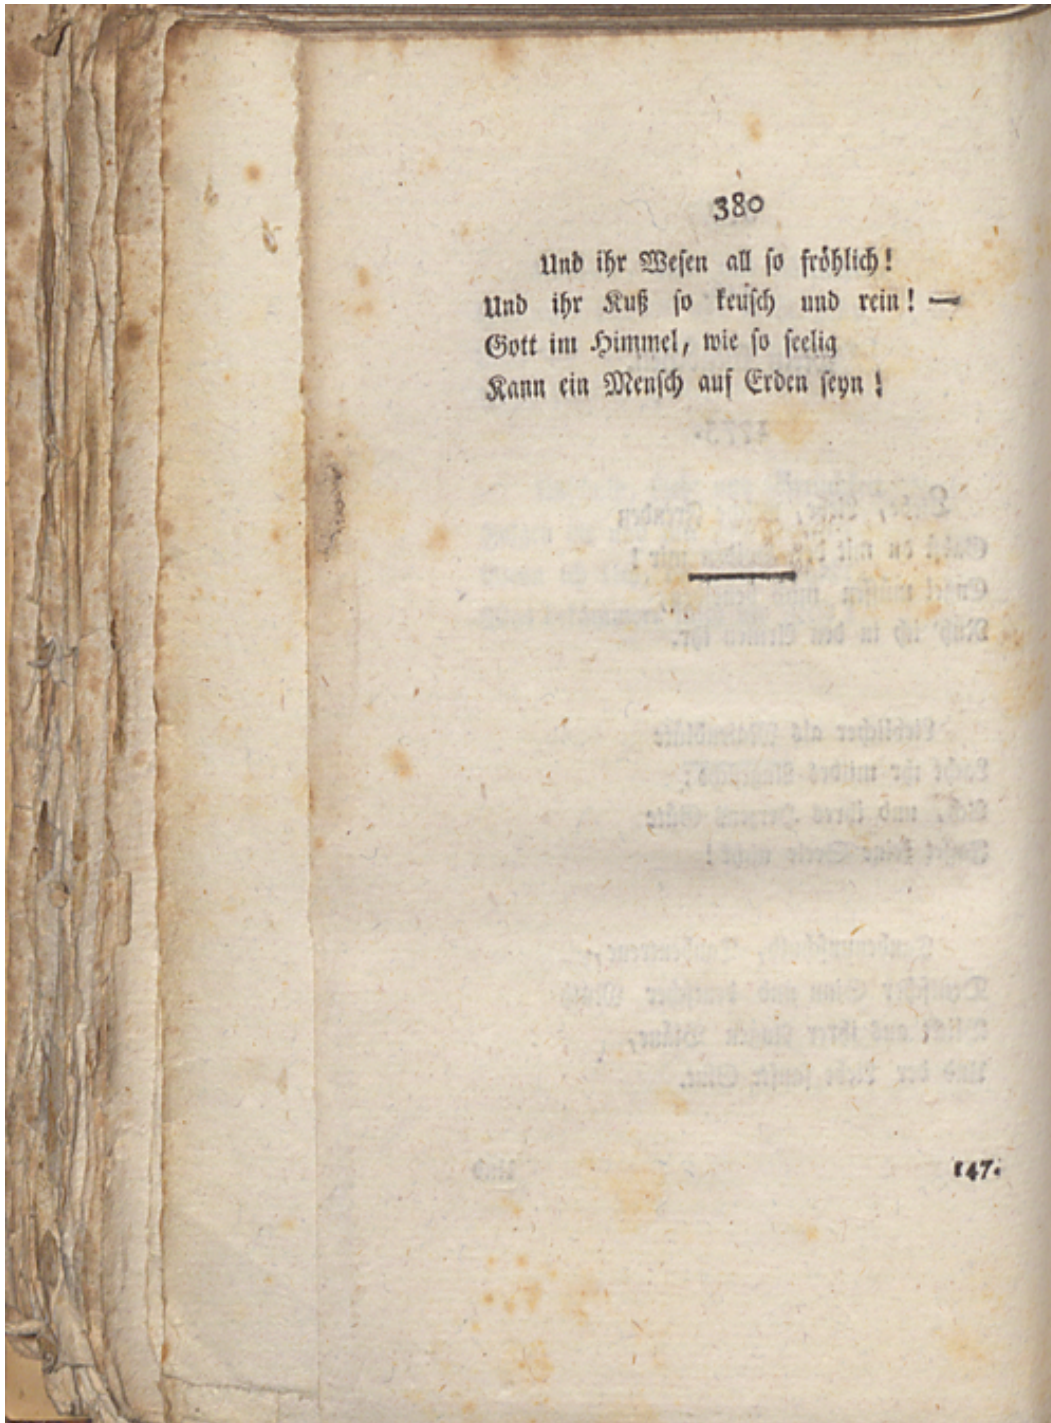 380
Und ihr Wesen all so fröhlich!
Und ihr Kuß so keusch und rein! —
Gott im Himmel, wie so seelig
Kann ein Mensch auf Erden seyn!
147.